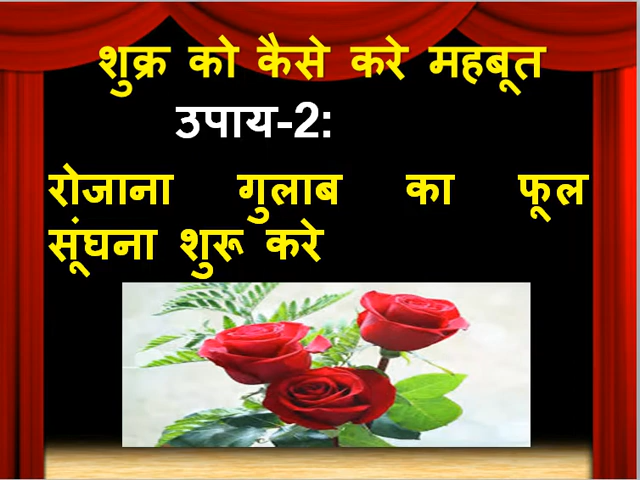 शुक्र को कैसे करे महबूत
उपाय-2:
रोजाना गुलाब का फूल
सूंघना शुरू करे